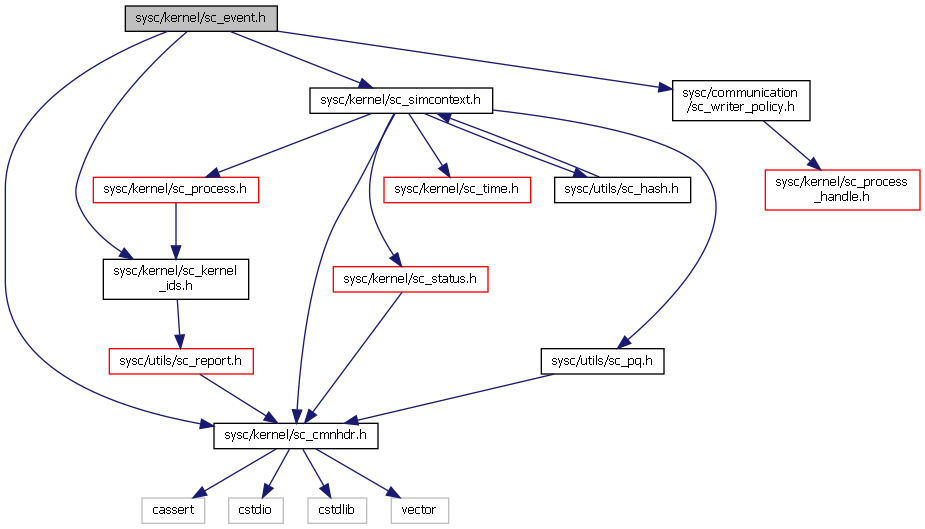 sysc/kernel/sc_event.h
sysc/kernel/sc_simcontext.h
sysc/communication
/sc_writer_policy.h
sysc/kernel/sc_process.h
sysc/kernel/sc_time.h
sysc/utils/sc_hash.h
sysc/kernel/sc_process
_handle.h
sysc/kernel/sc_kernel
_ids.h
sysc/kernel/sc_status.h
sysc/utils/sc_report.h
sysc/utils/sc_pq.h
sysc/kernel/sc_cmnhdr.h
cassert
cstdio
cstdlib
vector